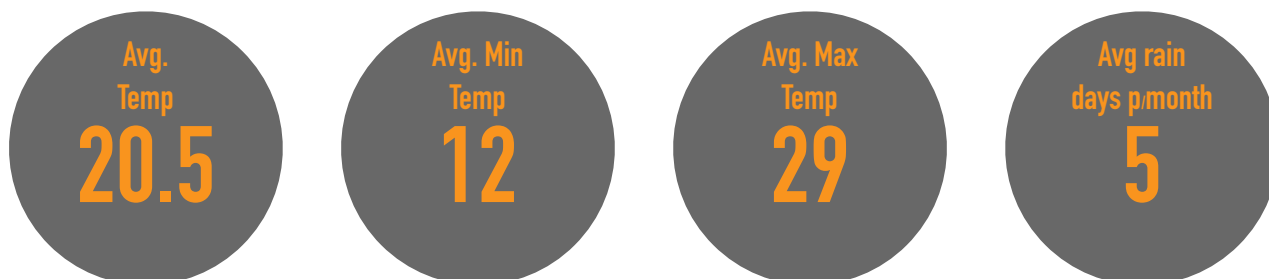 Avg.
Temp
20.5
Avg. Min
Temp
12
Avg. Max
Temp
29
Avg rain
days p/month
5